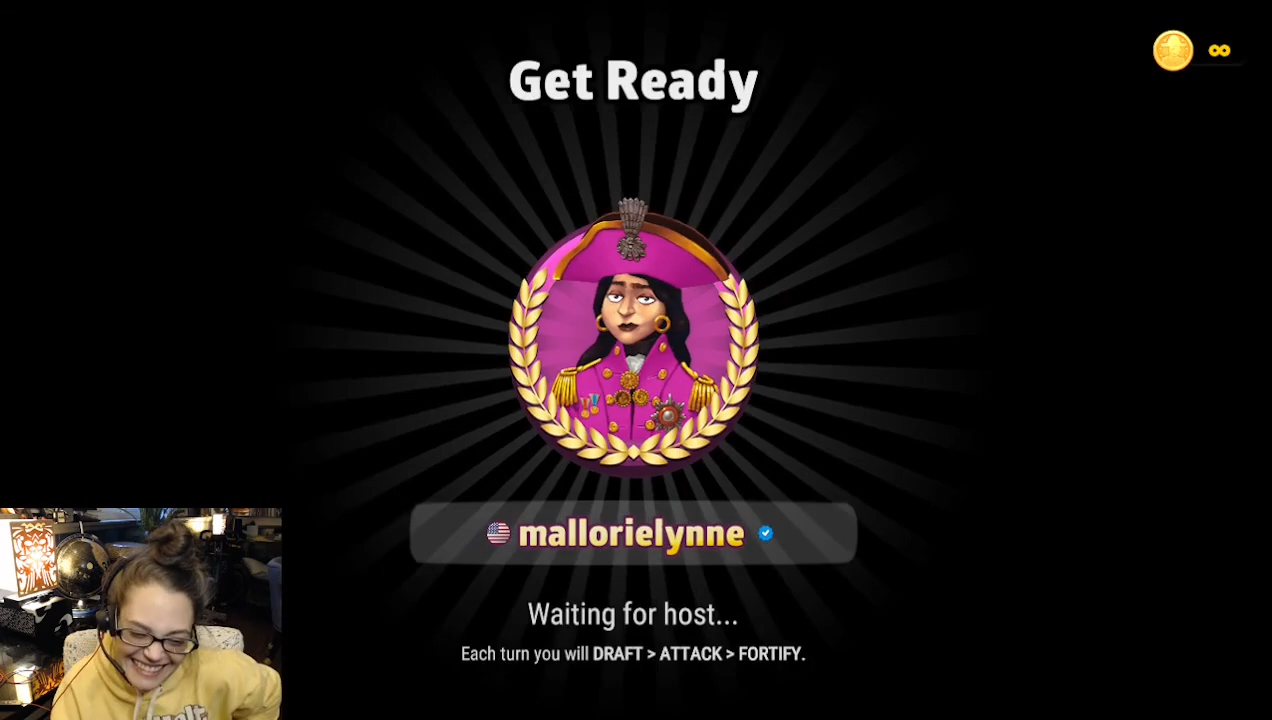 Get Ready
∞
mallorielynne
Waiting for host...
Each turn you will DRAFT > ATTACK > FORTIFY.